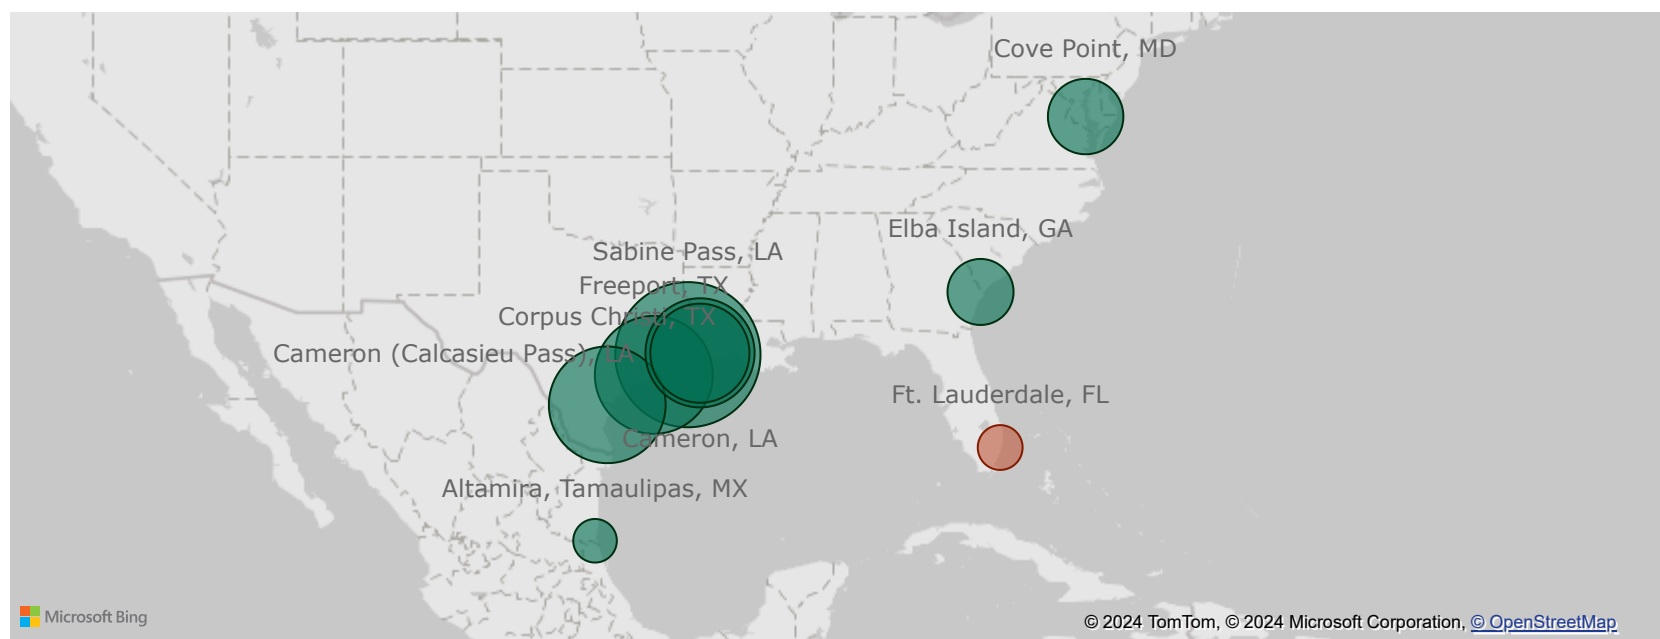 Cove Point, MD
Elba Island, GA
Sabine Pass, LA
Freeport, TX
Corpus Christi, TX
Cameron (Calcasieu Pass), LA
Ft. Lauderdale, FL
Cameron, LA
Altamira, Tamaulipas, MX
Microsoft Bing
© 2024 TomTom, © 2024 Microsoft Corporation, © OpenStreetMap